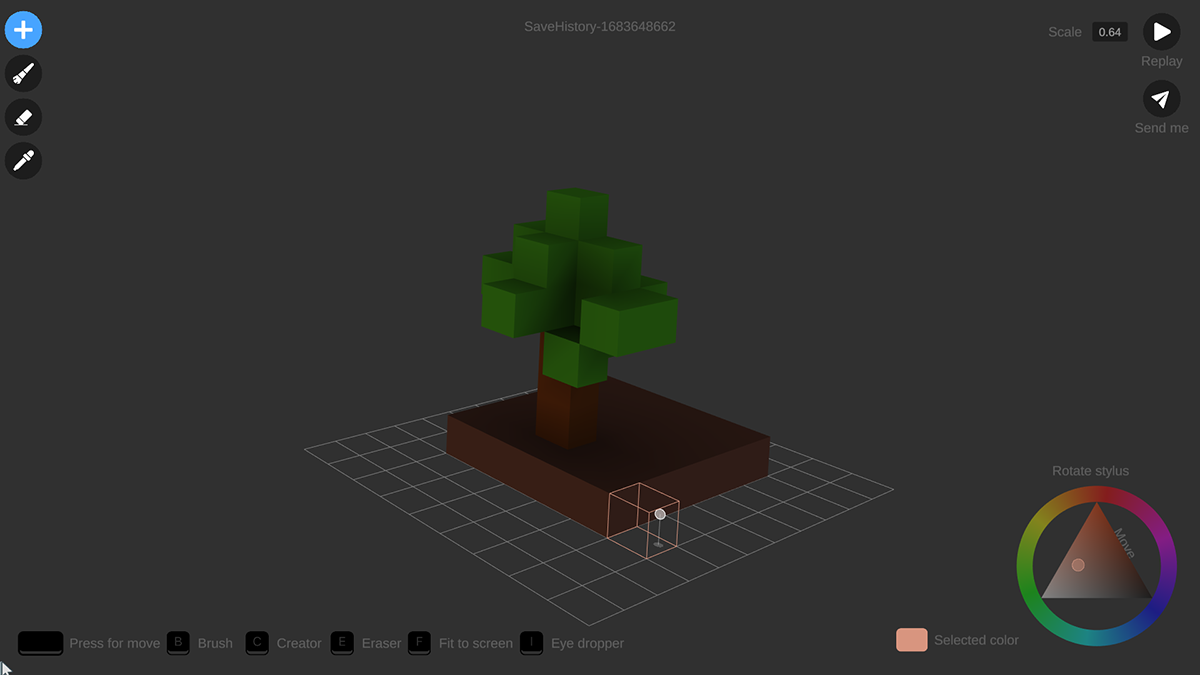 SaveHistory-1683648662
Scale 0.64
Replay
Send me
Rotate stylus
Move
Press for move B Brush C Creator E Eraser F Fit to screen I Eye dropper
Selected color